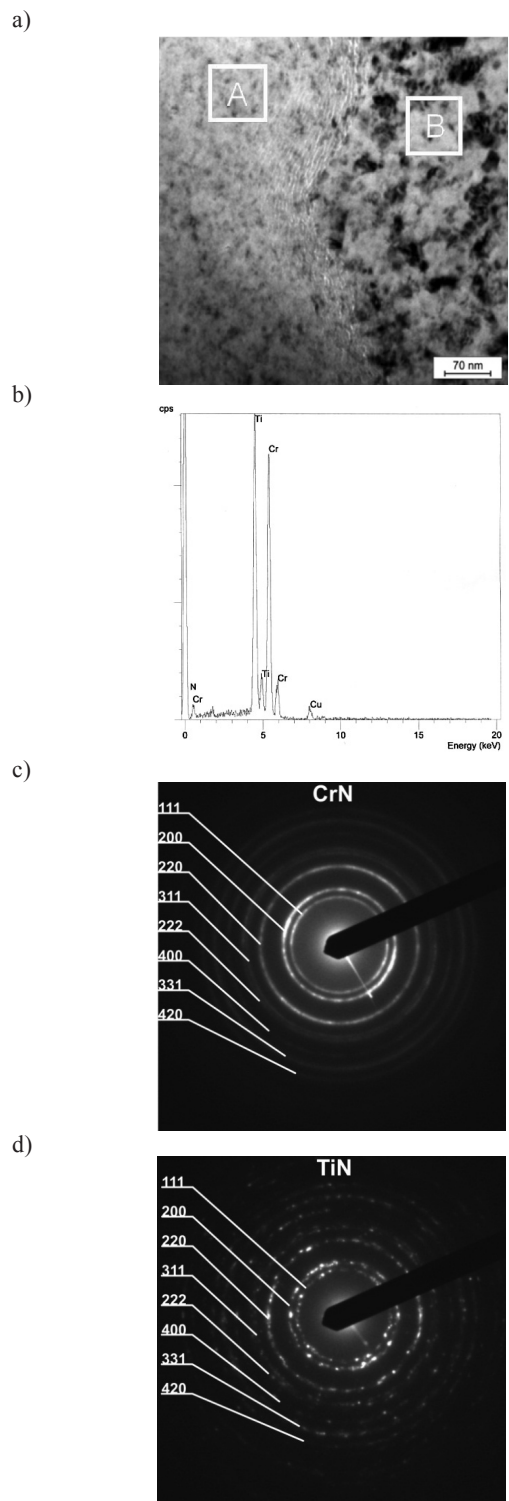 a)
A
B
70 nm
b)
cps
Ti
Cr
N
Cr
Ti
Cr
Cu
0
5
10
15
20
Energy (keV)
c)
CrN
111
200
220
311
222
400
331
420
d)
TiN
111
200
220
311
222
400
331
420